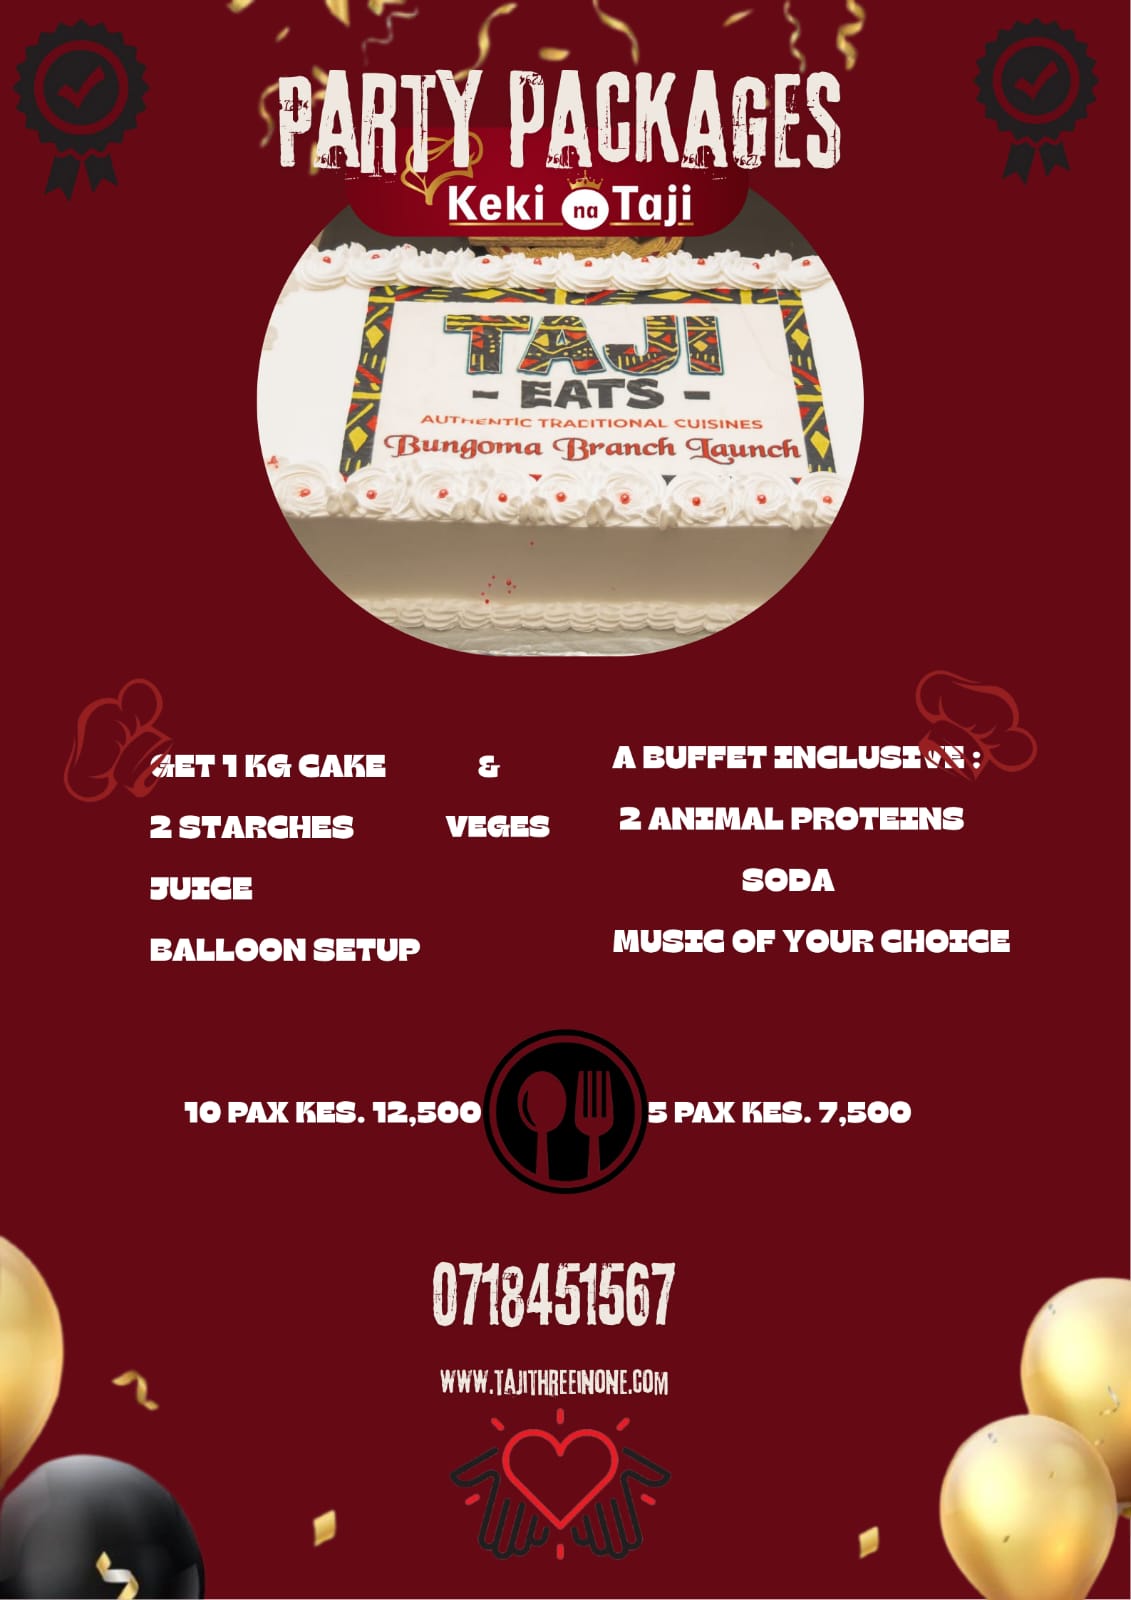 PARTY PACKAGES
Keki na Taji
TAJI
- EATS -
AUTHENTIC TRADITIONAL CUISINES
Bungoma Branch Launch
GET 1 KG CAKE & A BUFFET INCLUSIVE :
2 STARCHES VEGES 2 ANIMAL PROTEINS
JUICE SODA
BALLOON SETUP MUSIC OF YOUR CHOICE
10 PAX KES. 12,500 5 PAX KES. 7,500
0718451567
WWW.TAJITHREEINONE.COM